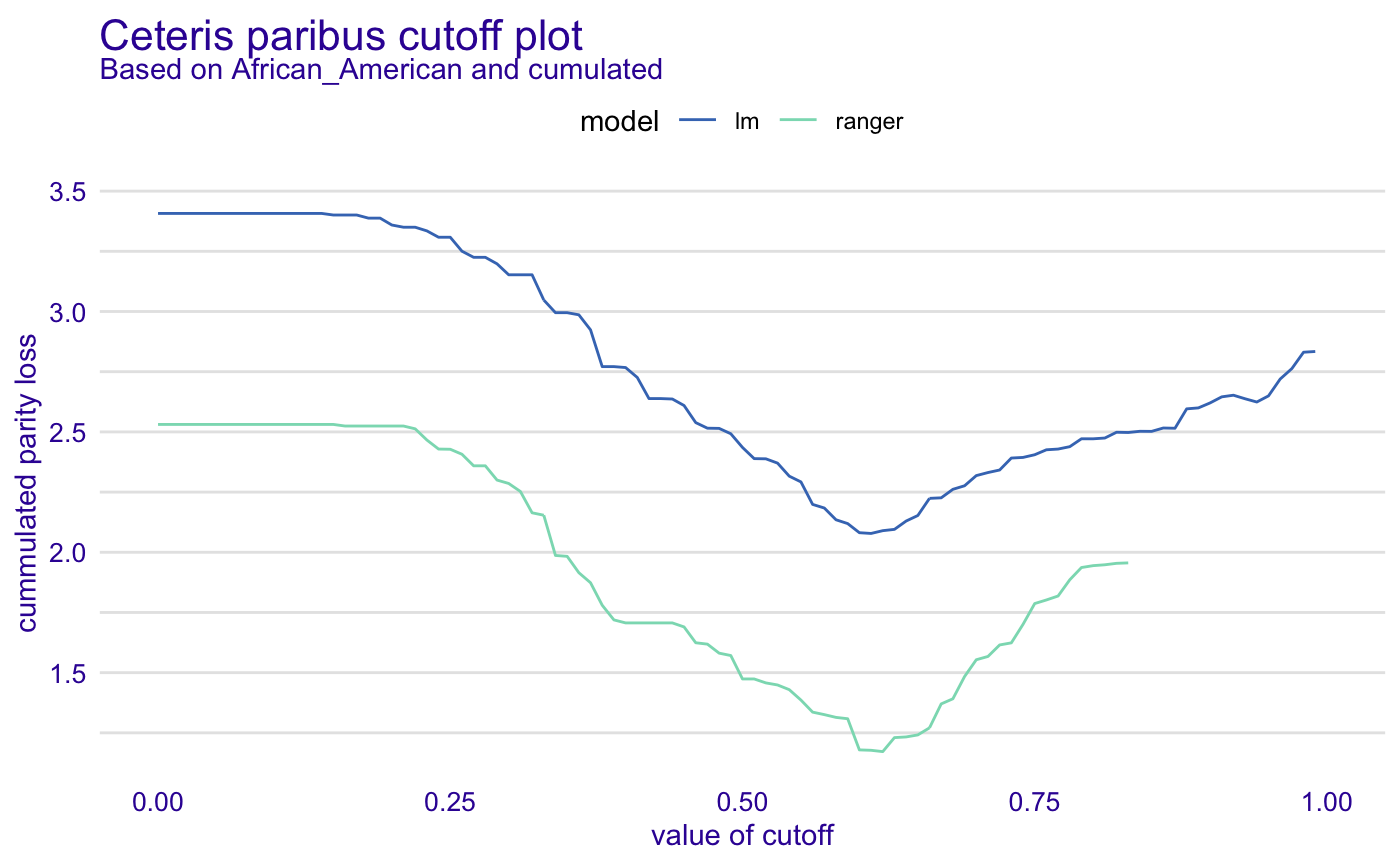 Ceteris paribus cutoff plot
Based on African_American and cumulated
model lm ranger
3.5
3.0
2.5
2.0
1.5
cummulated parity loss
0.00 0.25 0.50 0.75 1.00
value of cutoff